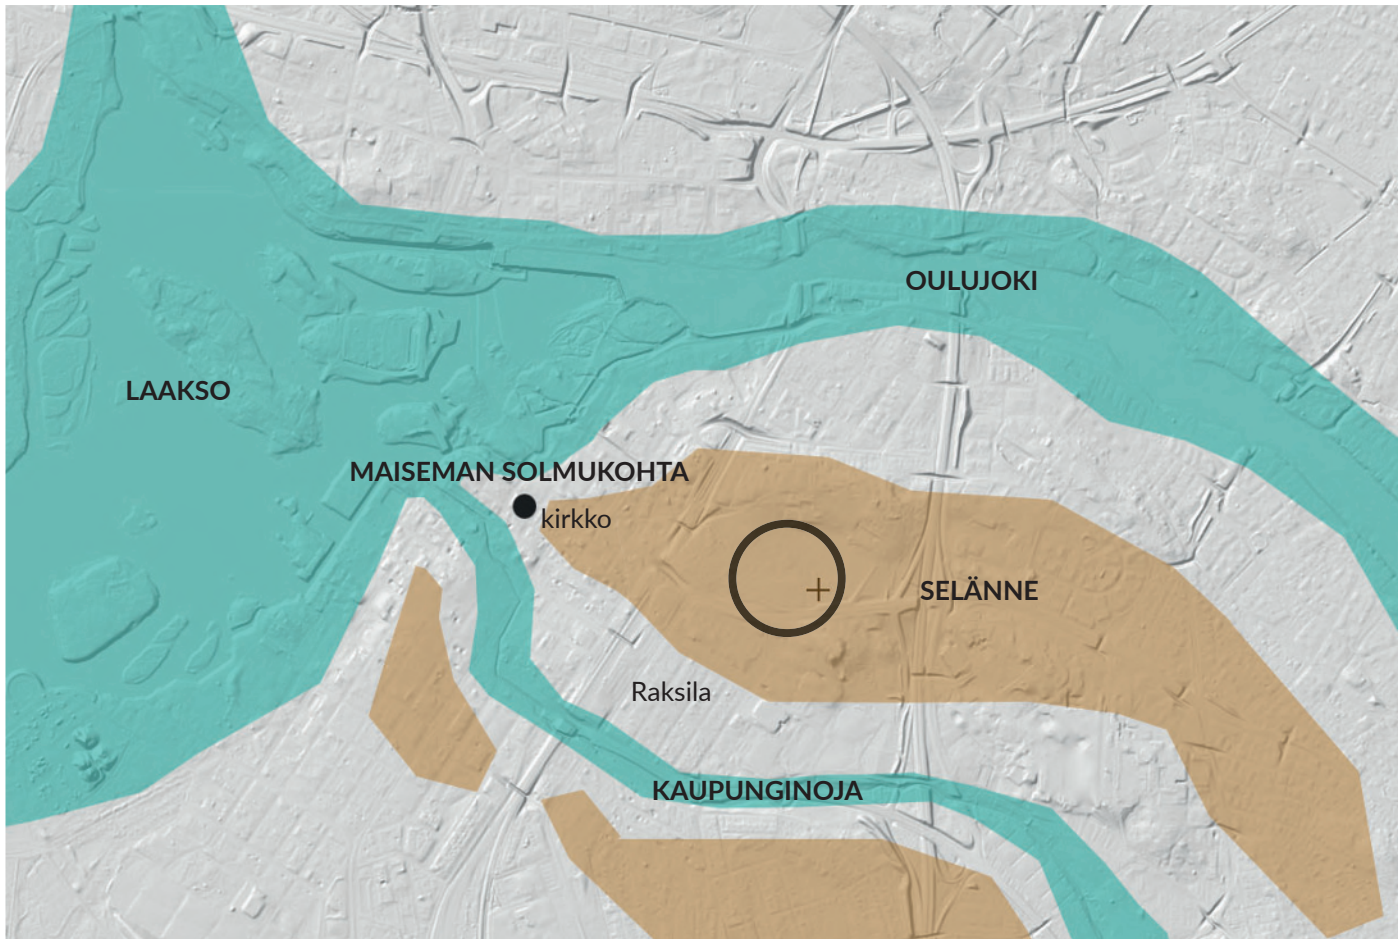 OULUJOKI
LAAKSO
MAISEMAN SOLMUKOHTA
kirkko
SELÄNNE
Raksila
KAUPUNGINOJA